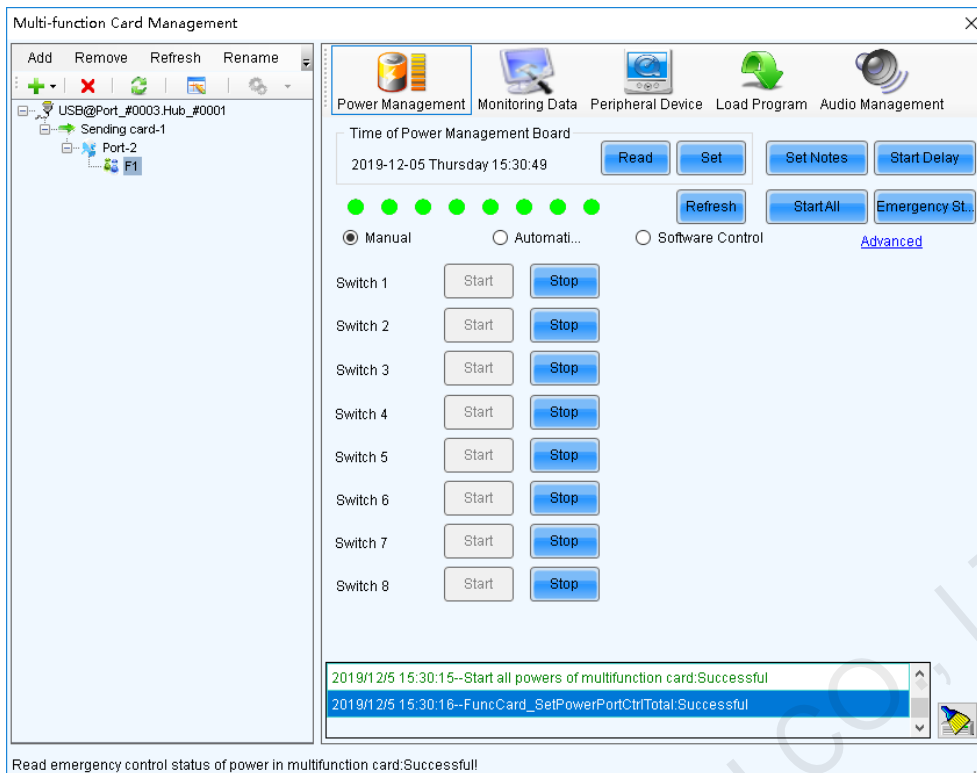 Multi-function Card Management
Add Remove Refresh Rename
USB@Port_#0003.Hub_#0001
Sending card-1
Port-2
F1
Power Management Monitoring Data Peripheral Device Load Program Audio Management
Time of Power Management Board
2019-12-05 Thursday 15:30:49 Read Set Set Notes Start Delay
Refresh Start All Emergency St...
Manual Automati... Software Control Advanced
Switch 1 Start Stop
Switch 2 Start Stop
Switch 3 Start Stop
Switch 4 Start Stop
Switch 5 Start Stop
Switch 6 Start Stop
Switch 7 Start Stop
Switch 8 Start Stop
2019/12/5 15:30:15--Start all powers of multifunction card:Successful
2019/12/5 15:30:16--FuncCard_SetPowerPortCtrlTotal:Successful
Read emergency control status of power in multifunction card:Successful!
CO., L